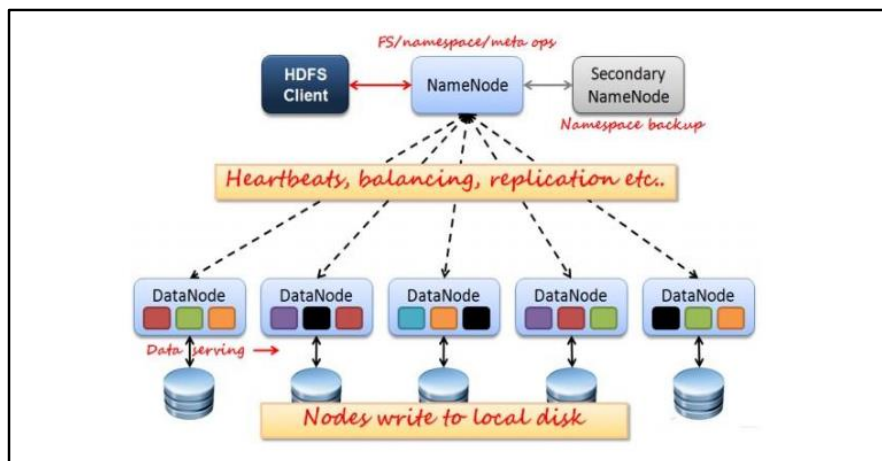 FS/namespace/meta ops
HDFS
Client
NameNode
Secondary
NameNode
Namespace backup
Heartbeats, balancing, replication etc..
DataNode
DataNode
DataNode
DataNode
DataNode
Data serving
Nodes write to local disk